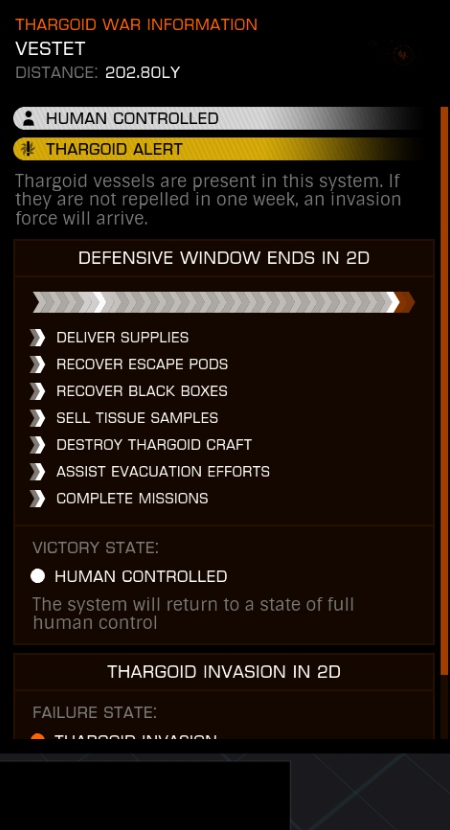 THARGOID WAR INFORMATION
VESTET
DISTANCE: 202.80LY
HUMAN CONTROLLED
THARGOID ALERT
Thargoid vessels are present in this system. If
they are not repelled in one week, an invasion
force will arrive.
DEFENSIVE WINDOW ENDS IN 2D
DELIVER SUPPLIES
RECOVER ESCAPE PODS
RECOVER BLACK BOXES
SELL TISSUE SAMPLES
DESTROY THARGOID CRAFT
ASSIST EVACUATION EFFORTS
COMPLETE MISSIONS
VICTORY STATE:
HUMAN CONTROLLED
The system will return to a state of full
human control
THARGOID INVASION IN 2D
FAILURE STATE:
THARGOID INVASION